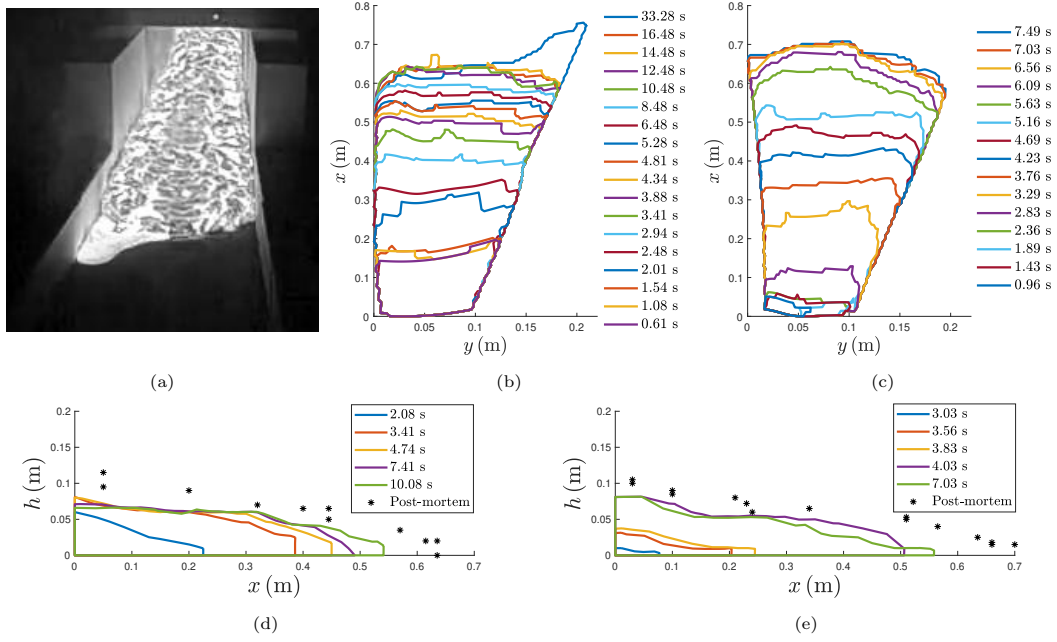 33.28 s
16.48 s
14.48 s
12.48 s
10.48 s
8.48 s
6.48 s
5.28 s
4.81 s
4.34 s
3.88 s
3.41 s
2.94 s
2.48 s
2.01 s
1.54 s
1.08 s
0.61 s
0.8
0.7
0.6
0.5
0.4
0.3
0.2
0.1
0
x (m)
0 0.05 0.1 0.15 0.2
y (m)
7.49 s
7.03 s
6.56 s
6.09 s
5.63 s
5.16 s
4.69 s
4.23 s
3.76 s
3.29 s
2.83 s
2.36 s
1.89 s
1.43 s
0.96 s
0.8
0.7
0.6
0.5
0.4
0.3
0.2
0.1
0
x (m)
0 0.05 0.1 0.15 0.2
y (m)
(a) (b) (c)
2.08 s
3.41 s
4.74 s
7.41 s
10.08 s
Post-mortem
0.2
0.15
0.1
0.05
0
h (m)
0 0.1 0.2 0.3 0.4 0.5 0.6 0.7
x (m)
3.03 s
3.56 s
3.83 s
4.03 s
7.03 s
Post-mortem
0.2
0.15
0.1
0.05
0
h (m)
0 0.1 0.2 0.3 0.4 0.5 0.6 0.7
x (m)
(d) (e)